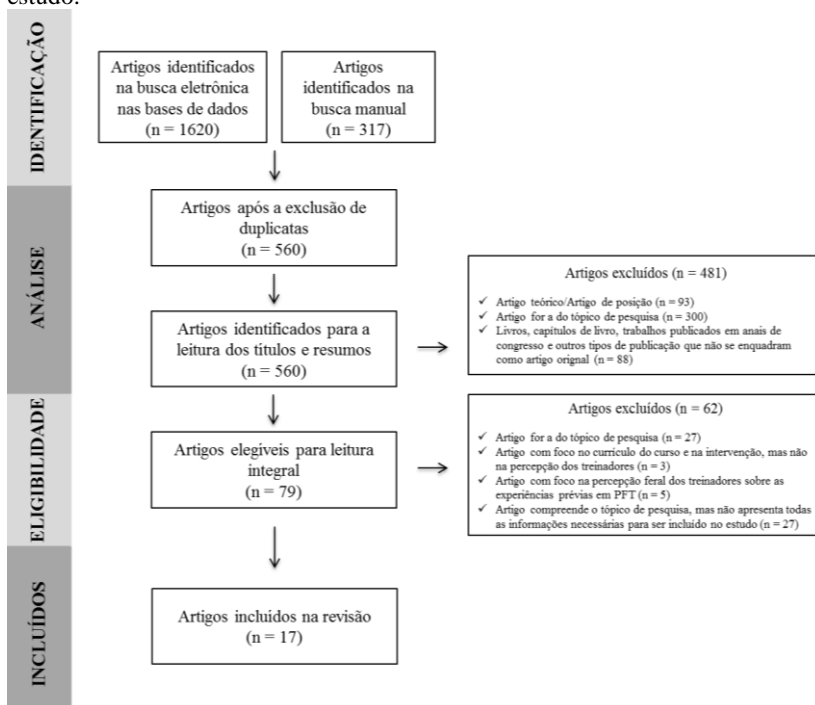 estudo.
IDENTIFICAÇÃO
Artigos identificados
na busca eletrônica
nas bases de dados
(n = 1620)
Artigos
identificados na
busca manual
(n = 317)
ANÁLISE
Artigos após a exclusão de
duplicatas
(n = 560)
Artigos identificados para a
leitura dos títulos e resumos
(n = 560)
Artigos excluídos (n = 481)
✓ Artigo teórico/Artigo de posição (n = 93)
✓ Artigo for a do tópico de pesquisa (n = 300)
✓ Livros, capítulos de livro, trabalhos publicados em anais de
congresso e outros tipos de publicação que não se enquadram
como artigo orignal (n = 88)
ELIGIBILIDADE
Artigos elegíveis para leitura
integral
(n = 79)
Artigos excluídos (n = 62)
✓ Artigo for a do tópico de pesquisa (n = 27)
✓ Artigo com foco no currículo do curso e na intervenção, mas não
na percepção dos treinadores (n = 3)
✓ Artigo com foco na percepção feral dos treinadores sobre as
experiências prévias em PFT (n = 5)
✓ Artigo compreende o tópico de pesquisa, mas não apresenta todas
as informações necessárias para ser incluído no estudo (n = 27)
INCLUÍDOS
Artigos incluídos na revisão
(n = 17)